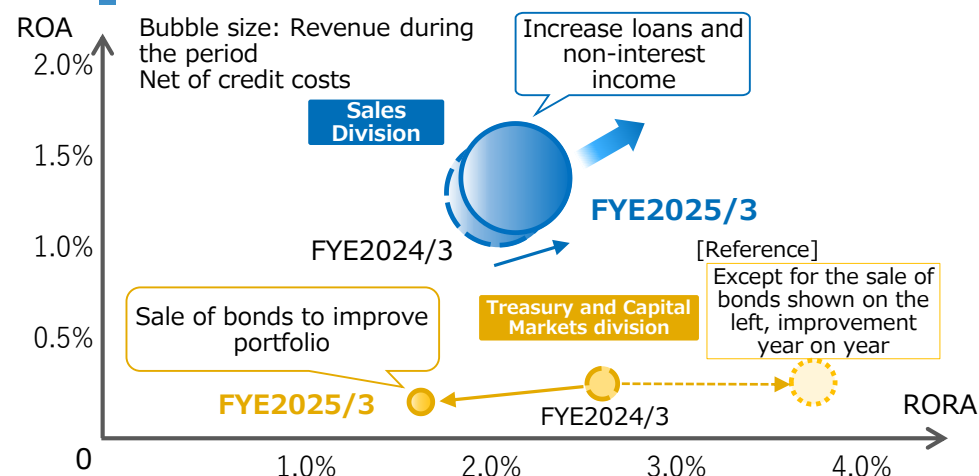 ROA
Bubble size: Revenue during
the period
Net of credit costs
Increase loans and
non-interest
income
2.0%
Sales
Division
1.5%
FYE2025/3
1.0%
FYE2024/3
[Reference]
Except for the sale of
bonds shown on the
left, improvement
year on year
Treasury and Capital
Markets division
Sale of bonds to improve
portfolio
0.5%
FYE2025/3
FYE2024/3
RORA
0
1.0%
2.0%
3.0%
4.0%